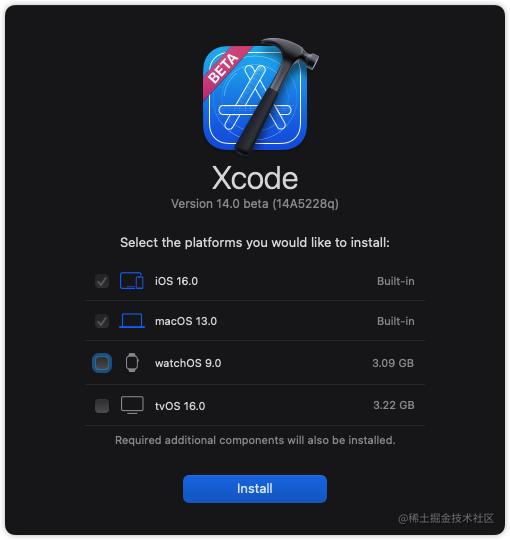 BETA
Xcode
Version 14.0 beta (14A5228q)
Select the platforms you would like to install:
iOS 16.0 Built-in
macOS 13.0 Built-in
watchOS 9.0 3.09 GB
tvOS 16.0 3.22 GB
Required additional components will also be installed.
Install
@稀土掘金技术社区